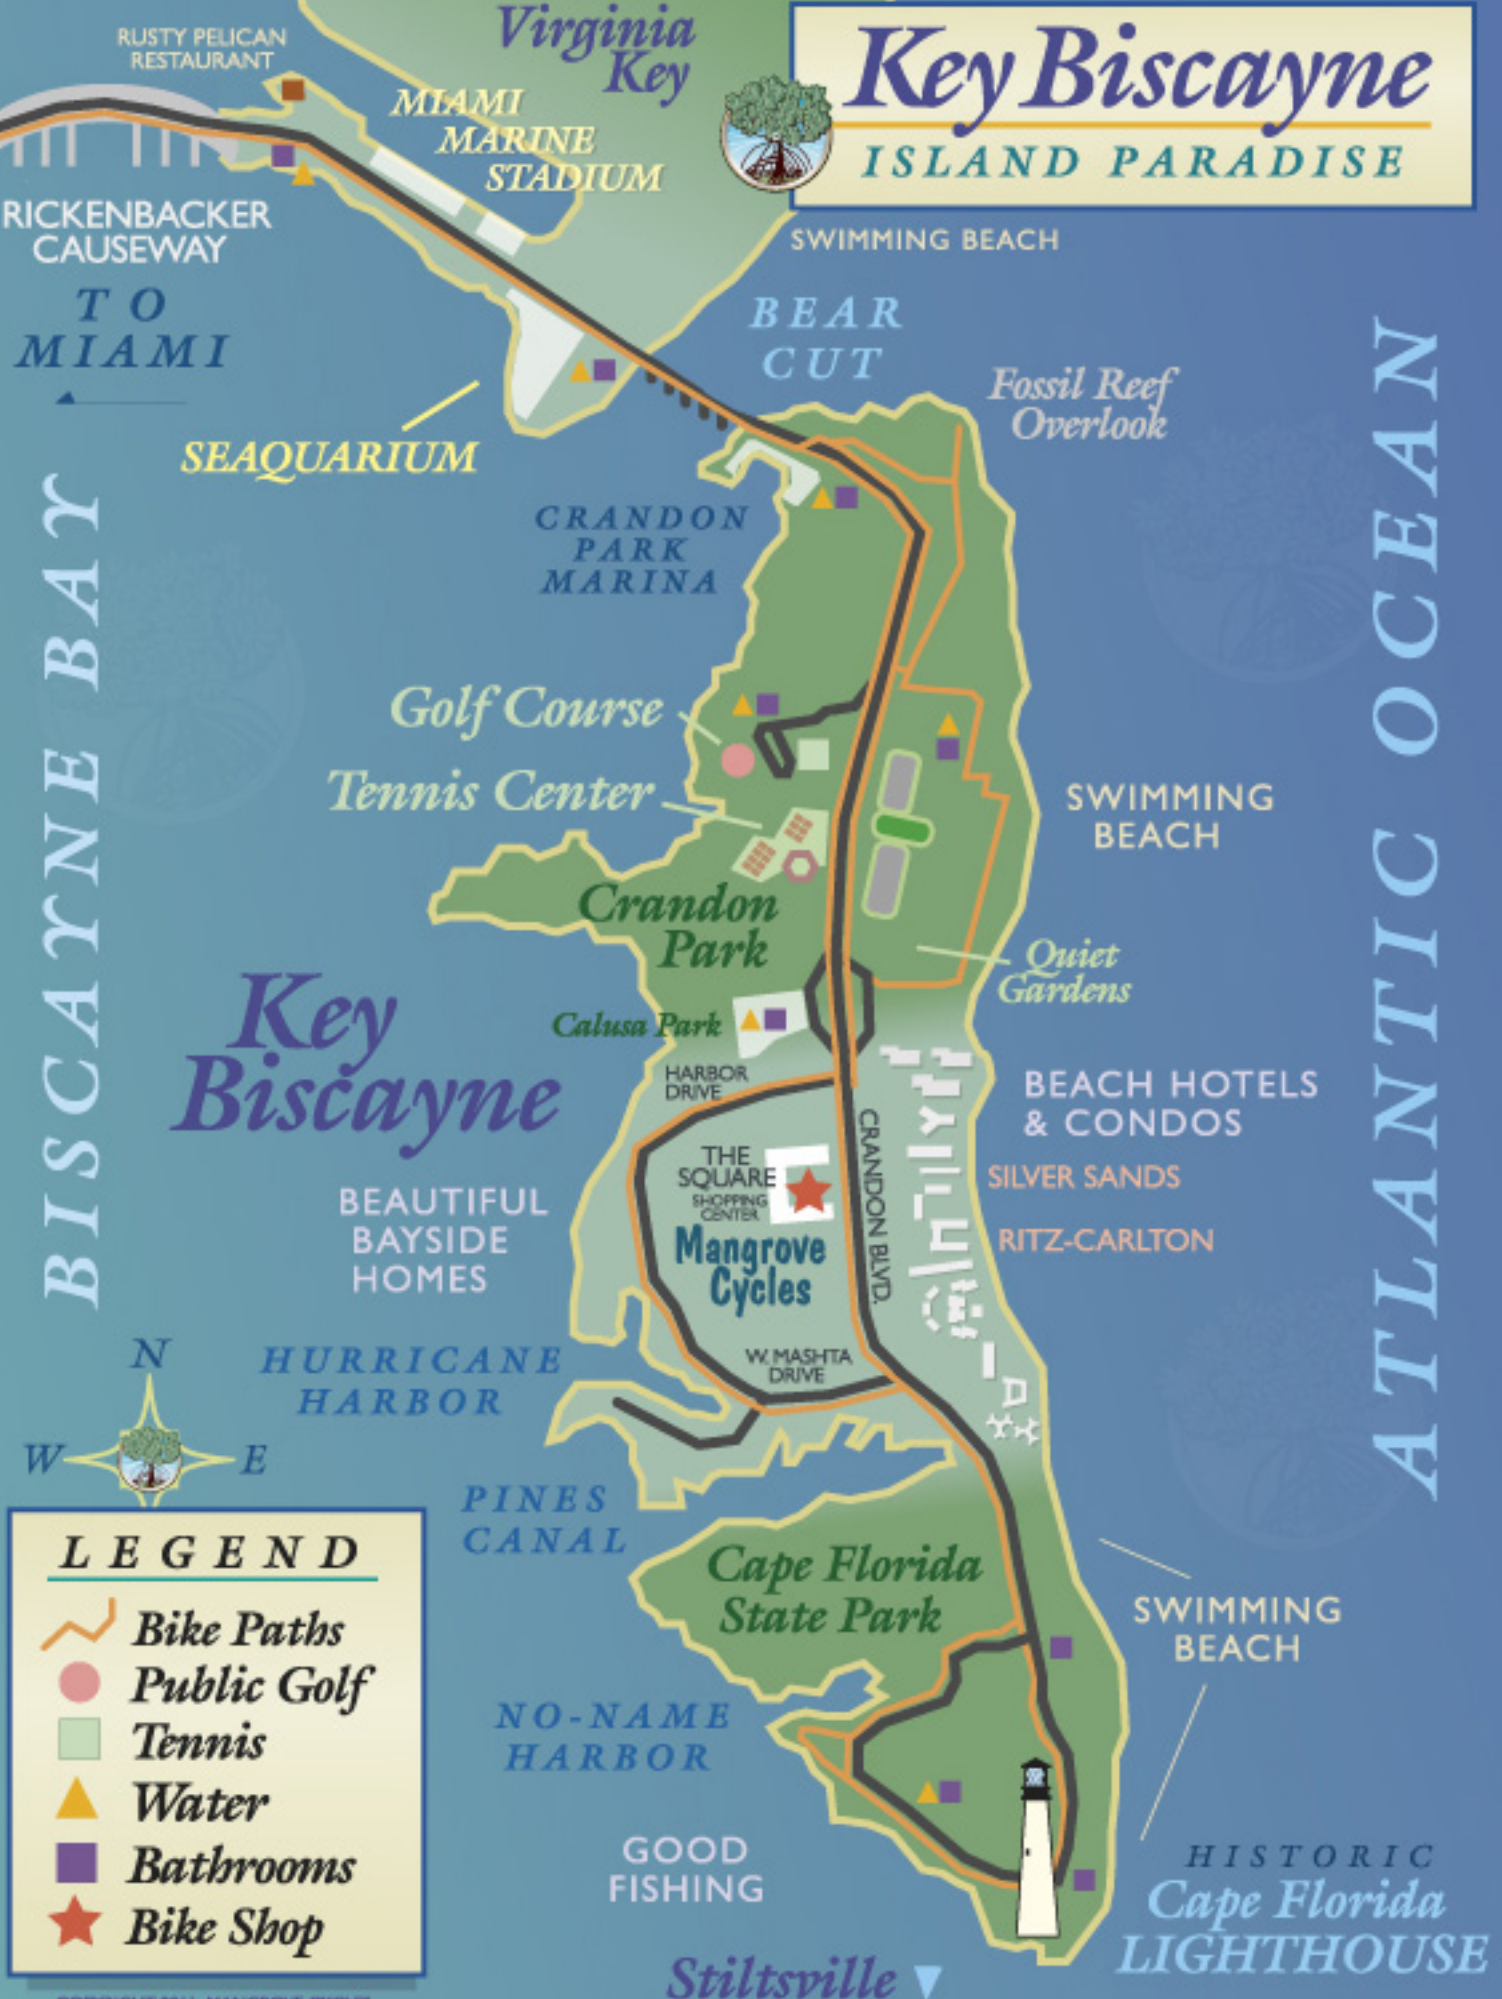 Virginia
Key
Key Biscayne
ISLAND PARADISE
RUSTY PELICAN
RESTAURANT
MIAMI
MARINE
STADIUM
RICKENBACKER
CAUSEWAY
TO
MIAMI
SWIMMING BEACH
BEAR
CUT
Fossil Reef
Overlook
SEAQUARIUM
CRANDON
PARK
MARINA
BISCAYNE BAY
ATLANTIC OCEAN
Golf Course
Tennis Center
SWIMMING
BEACH
Crandon
Park
Quiet
Gardens
Key
Biscayne
Calusa Park
HARBOR
DRIVE
BEACH HOTELS
& CONDOS
SILVER SANDS
RITZ-CARLTON
CRANDON BLVD.
THE
SQUARE
SHOPPING
CENTER
Mangrove
Cycles
BEAUTIFUL
BAYSIDE
HOMES
W. MASHTA
DRIVE
HURRICANE
HARBOR
N
W E
PINES
CANAL
Cape Florida
State Park
SWIMMING
BEACH
NO-NAME
HARBOR
GOOD
FISHING
HISTORIC
Cape Florida
LIGHTHOUSE
Stiltsville
LEGEND
Bike Paths
Public Golf
Tennis
Water
Bathrooms
Bike Shop